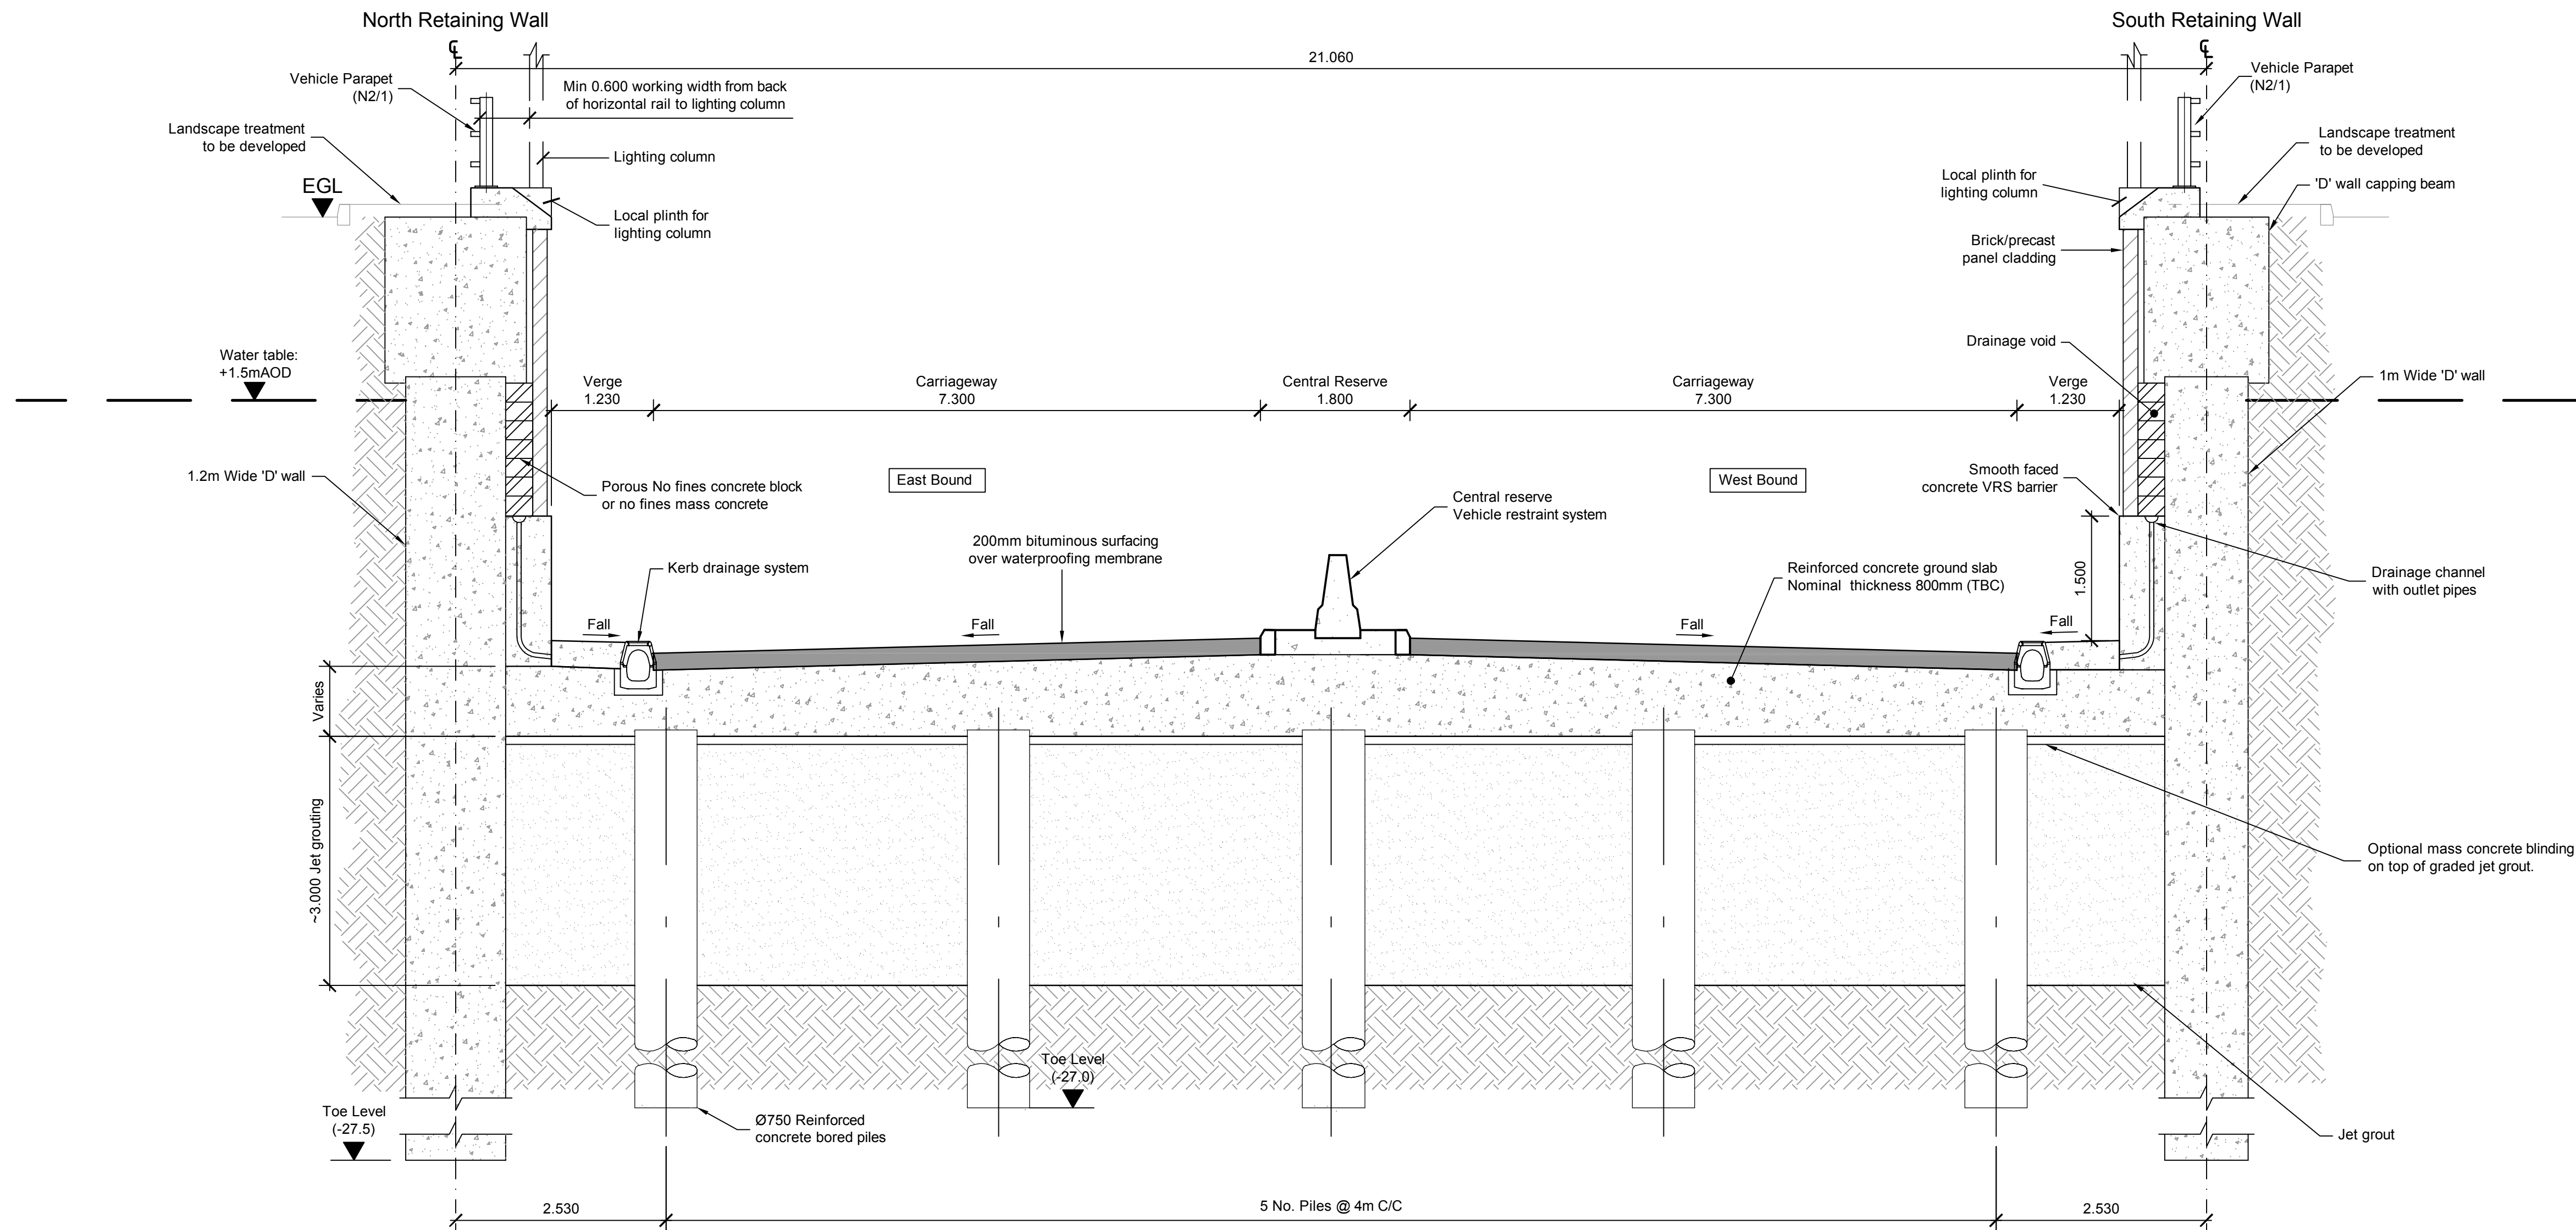 North Retaining Wall
South Retaining Wall
℄
℄
21.060
Vehicle Parapet
(N2/1)
Min 0.600 working width from back
of horizontal rail to lighting column
Vehicle Parapet
(N2/1)
Landscape treatment
to be developed
Lighting column
Landscape treatment
to be developed
EGL
Local plinth for
lighting column
Local plinth for
lighting column
'D' wall capping beam
Brick/precast
panel cladding
Water table:
+1.5mAOD
Drainage void
Verge
1.230
Carriageway
7.300
Central Reserve
1.800
Carriageway
7.300
Verge
1.230
1m Wide 'D' wall
1.2m Wide 'D' wall
Porous No fines concrete block
or no fines mass concrete
East Bound
West Bound
Central reserve
Vehicle restraint system
Smooth faced
concrete VRS barrier
200mm bituminous surfacing
over waterproofing membrane
Kerb drainage system
Reinforced concrete ground slab
Nominal thickness 800mm (TBC)
1.500
Drainage channel
with outlet pipes
Fall
Fall
Fall
Fall
Varies
~3.000 Jet grouting
Optional mass concrete blinding
on top of graded jet grout.
Toe Level
(-27.0)
Toe Level
(-27.5)
Ø750 Reinforced
concrete bored piles
Jet grout
2.530
5 No. Piles @ 4m C/C
2.530